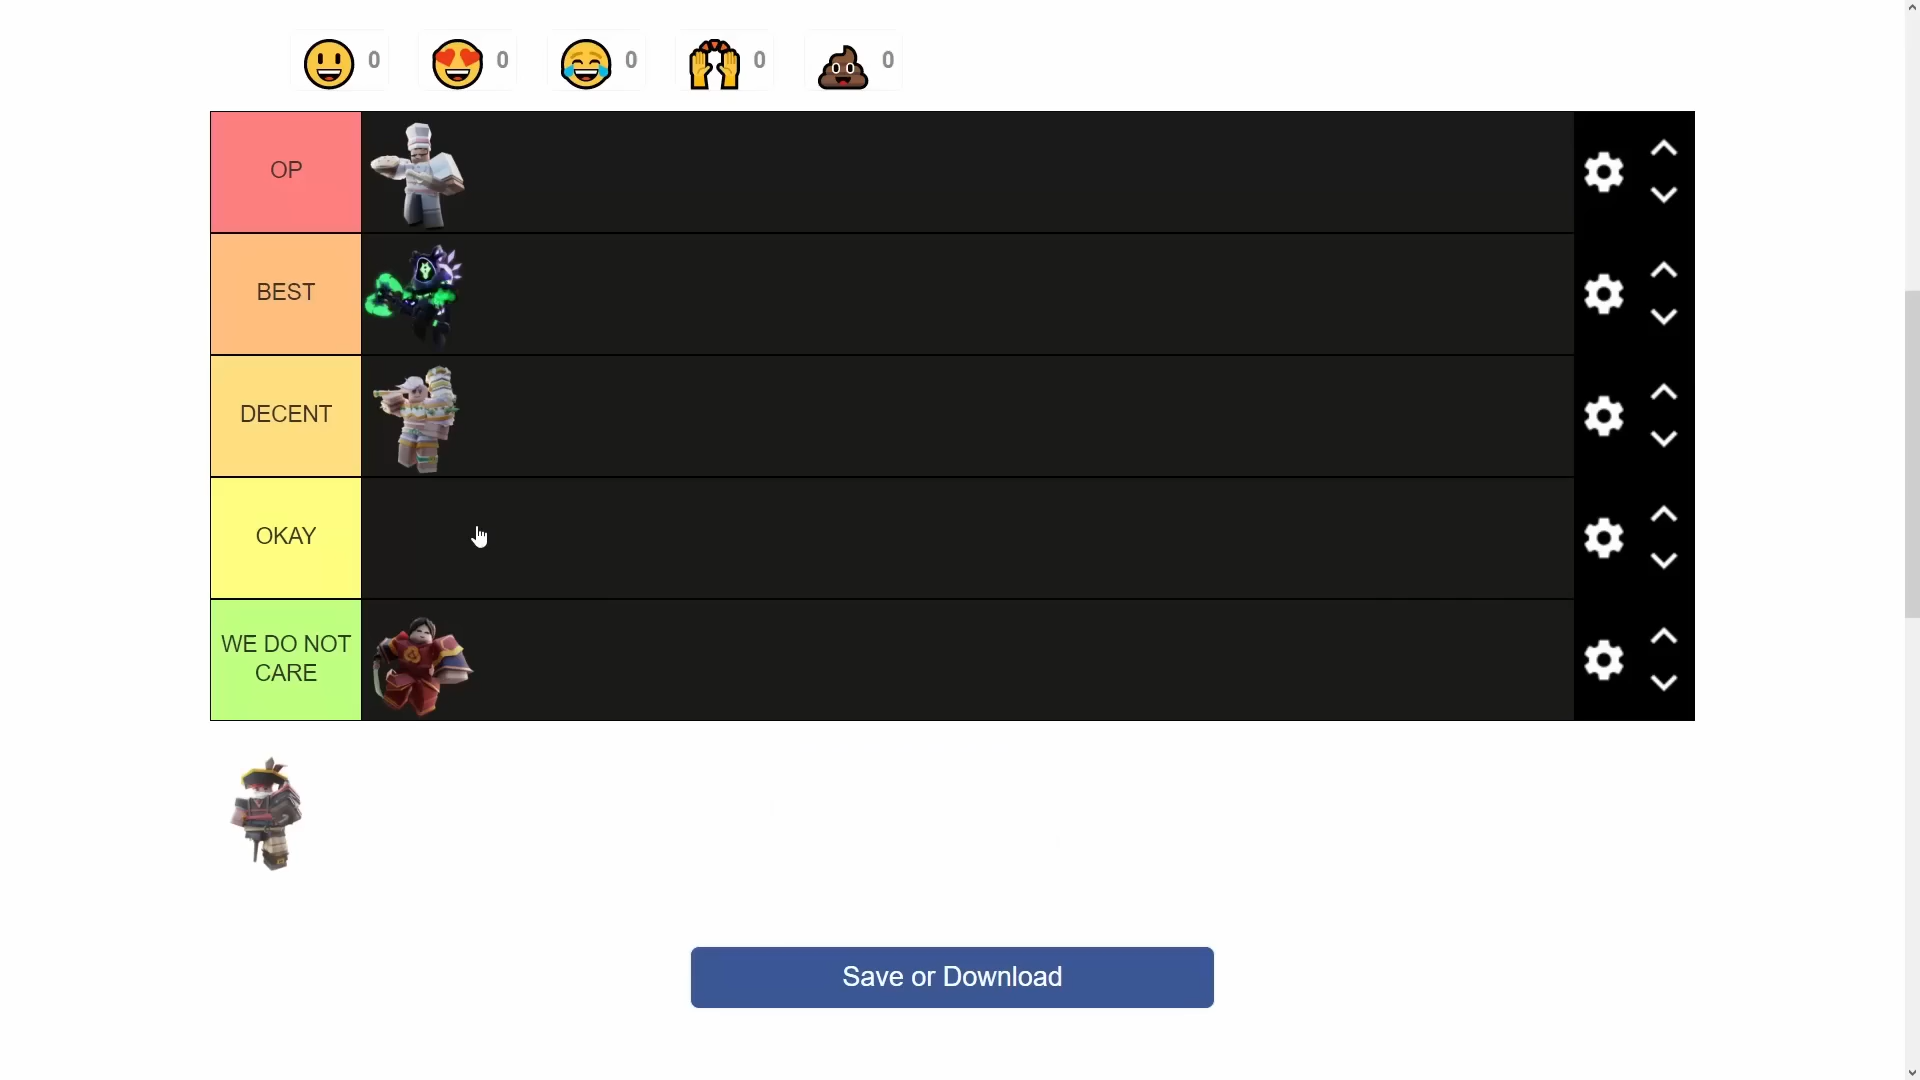 0 0 0 0 0
OP
BEST
DECENT
OKAY
WE DO NOT
CARE
Save or Download